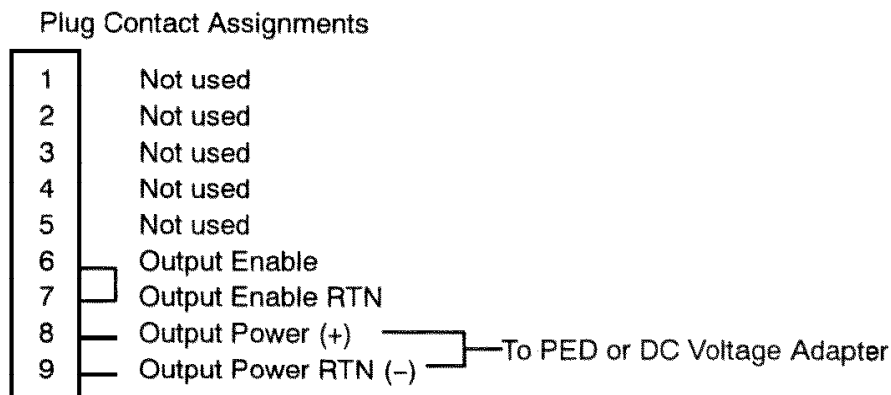 Plug Contact Assignments
1 Not used
2 Not used
3 Not used
4 Not used
5 Not used
6 Output Enable
7 Output Enable RTN
8 Output Power (+)
To PED or DC Voltage Adapter
9 Output Power RTN (–)